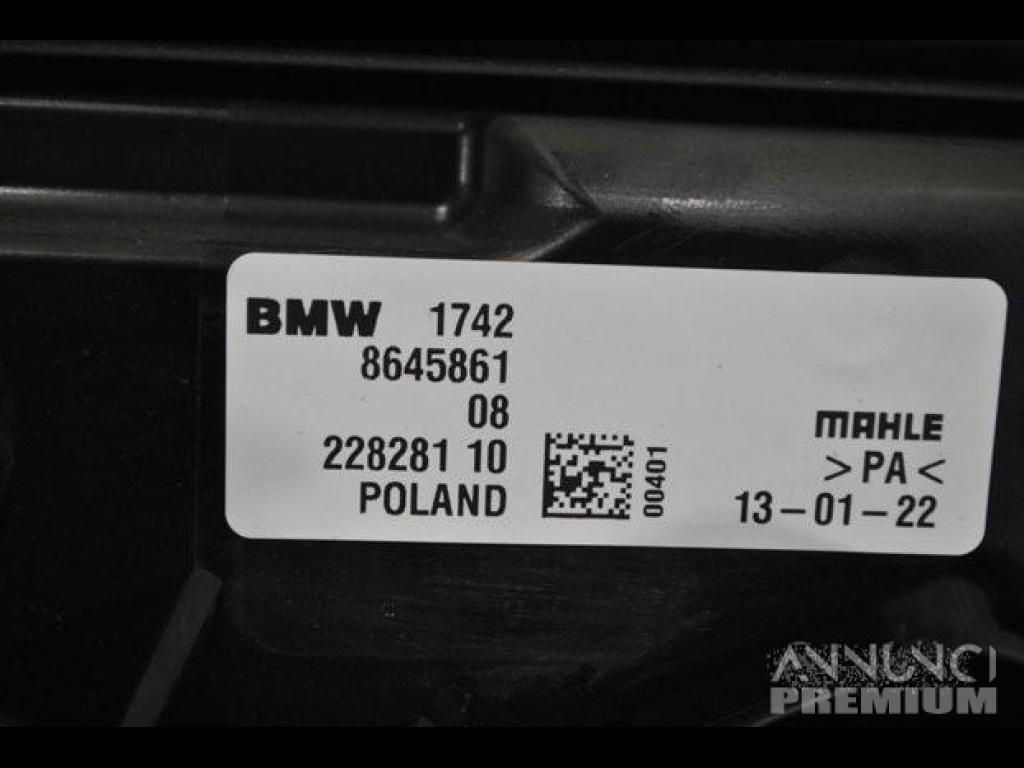 BMW 1742
8645861
08
228281 10
POLAND
00401
MAHLE
>PA<
13-01-22
ANNUNCI
PREMIUM